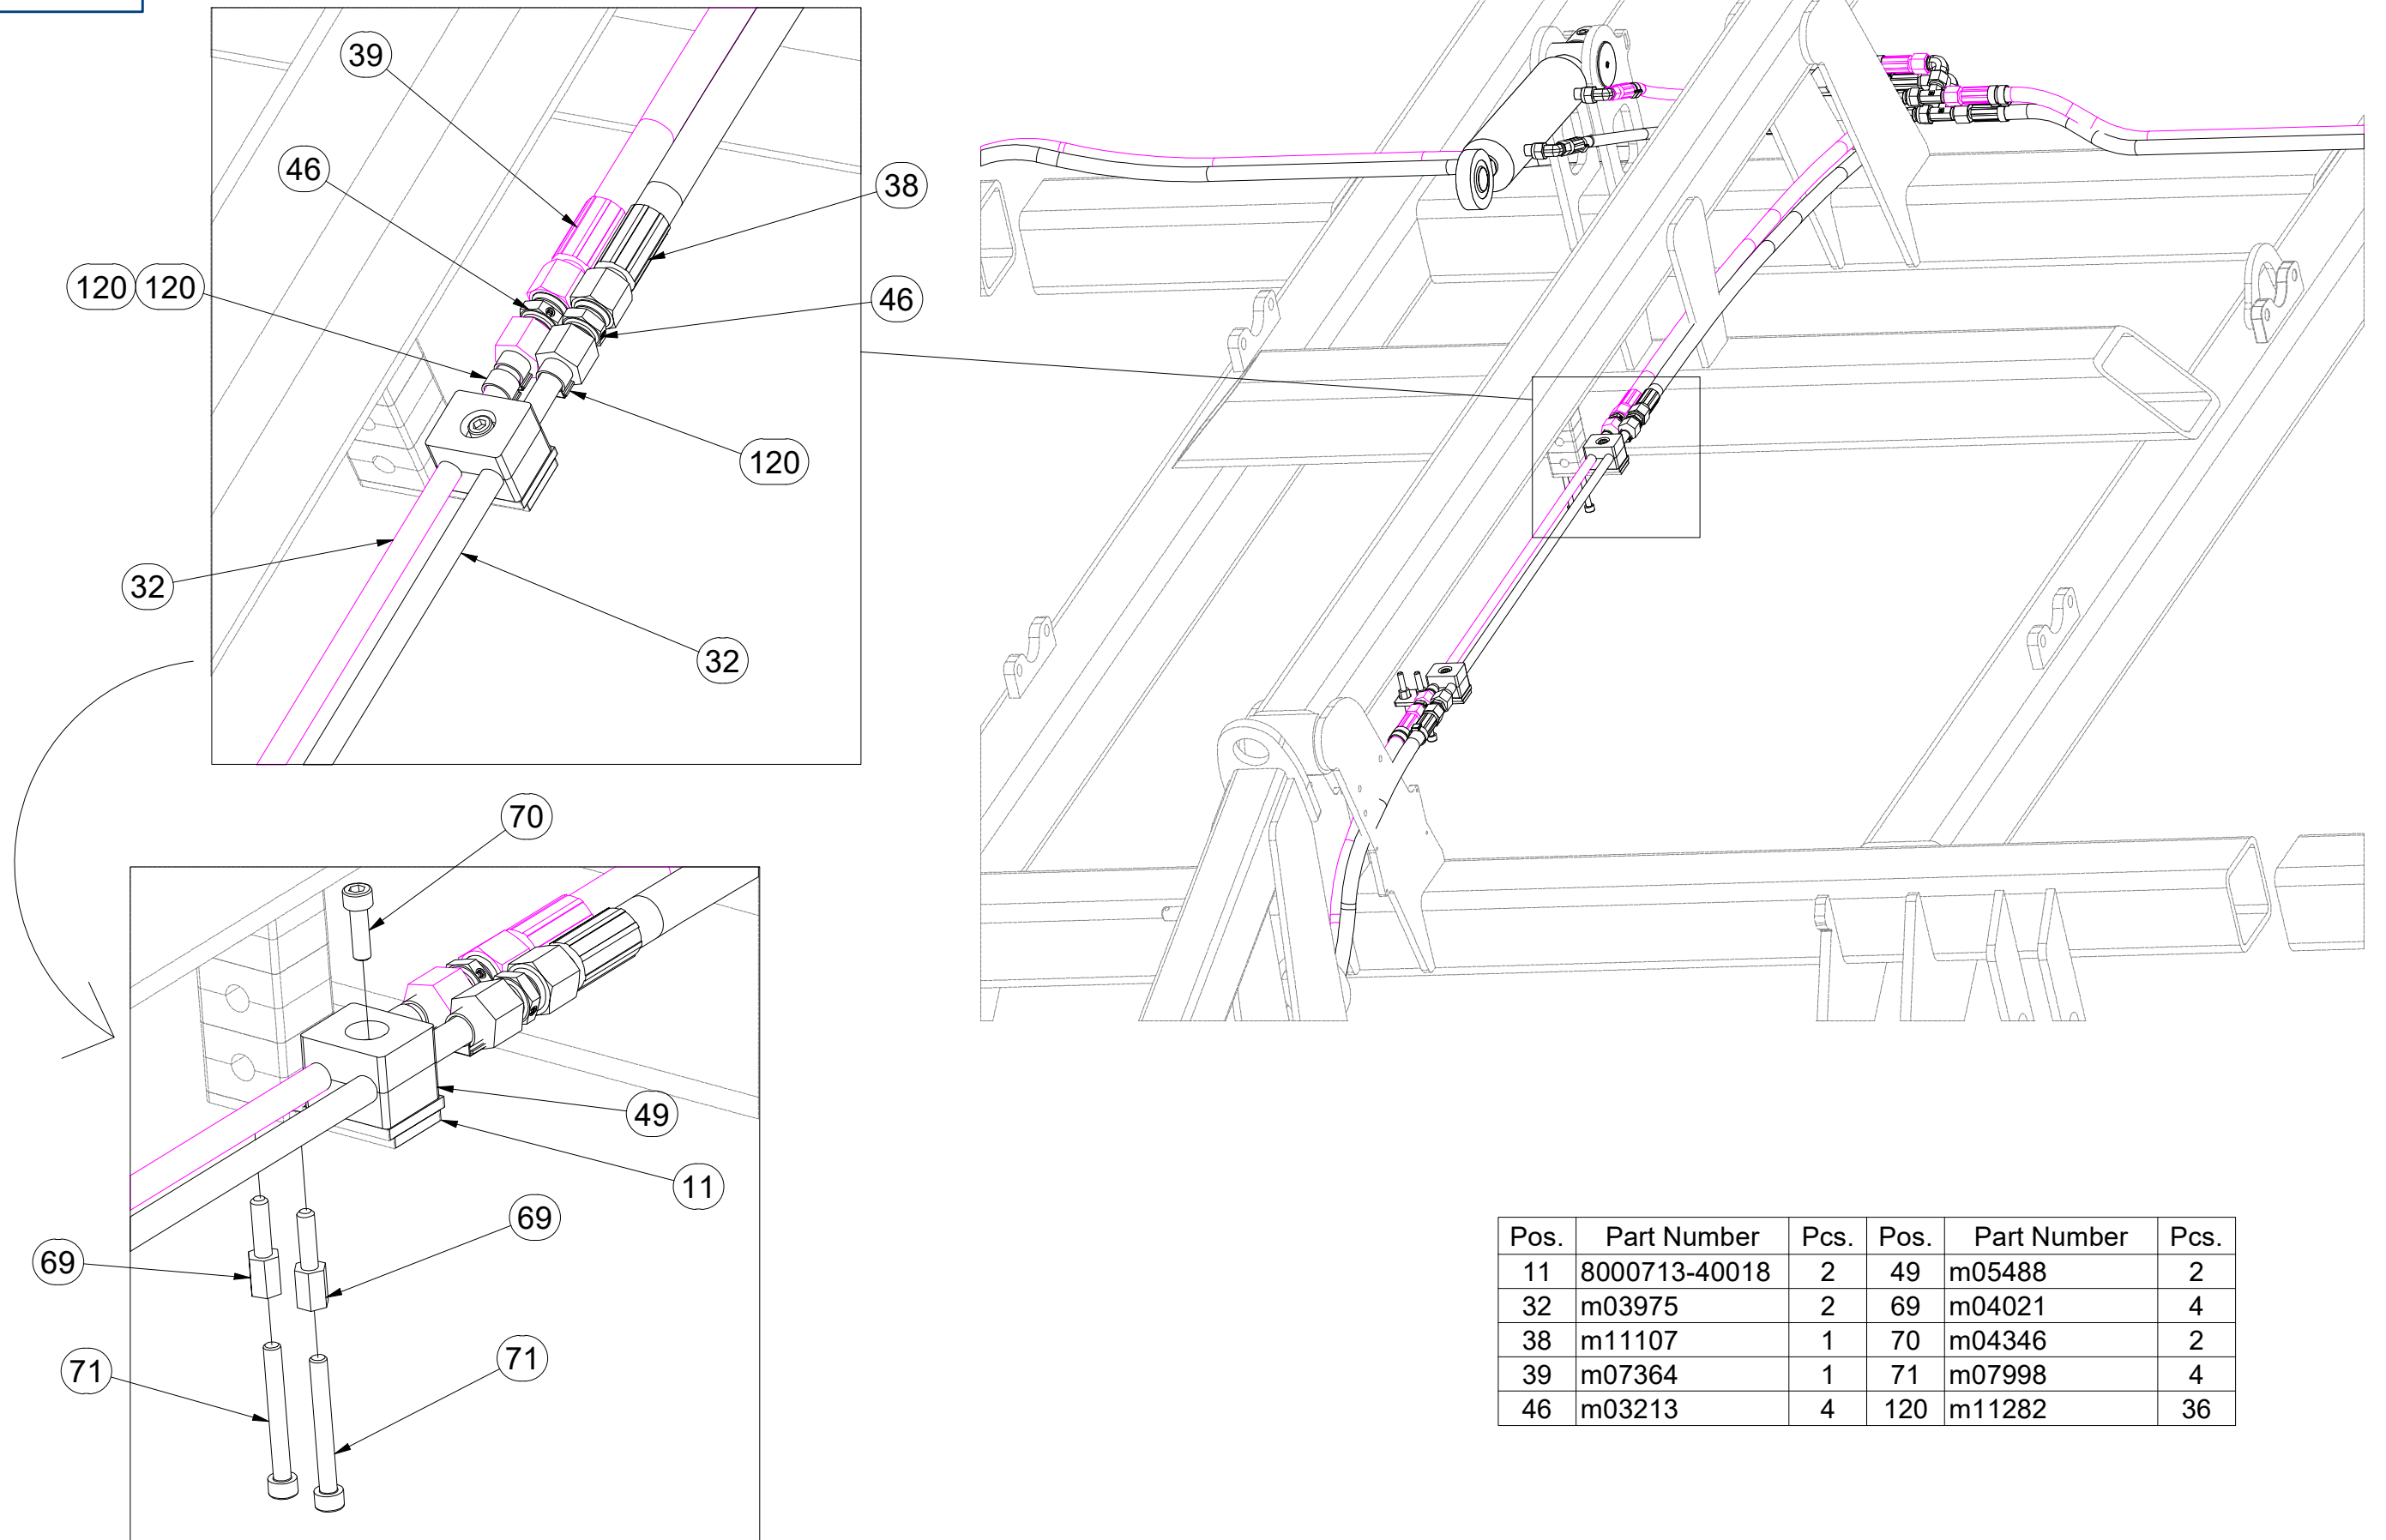 39
46
38
120 120
46
120
32
32
70
49
11
69
69
71
71
Pos. Part Number Pcs. Pos. Part Number Pcs.
11 8000713-40018 2 49 m05488 2
32 m03975 2 69 m04021 4
38 m11107 1 70 m04346 2
39 m07364 1 71 m07998 4
46 m03213 4 120 m11282 36